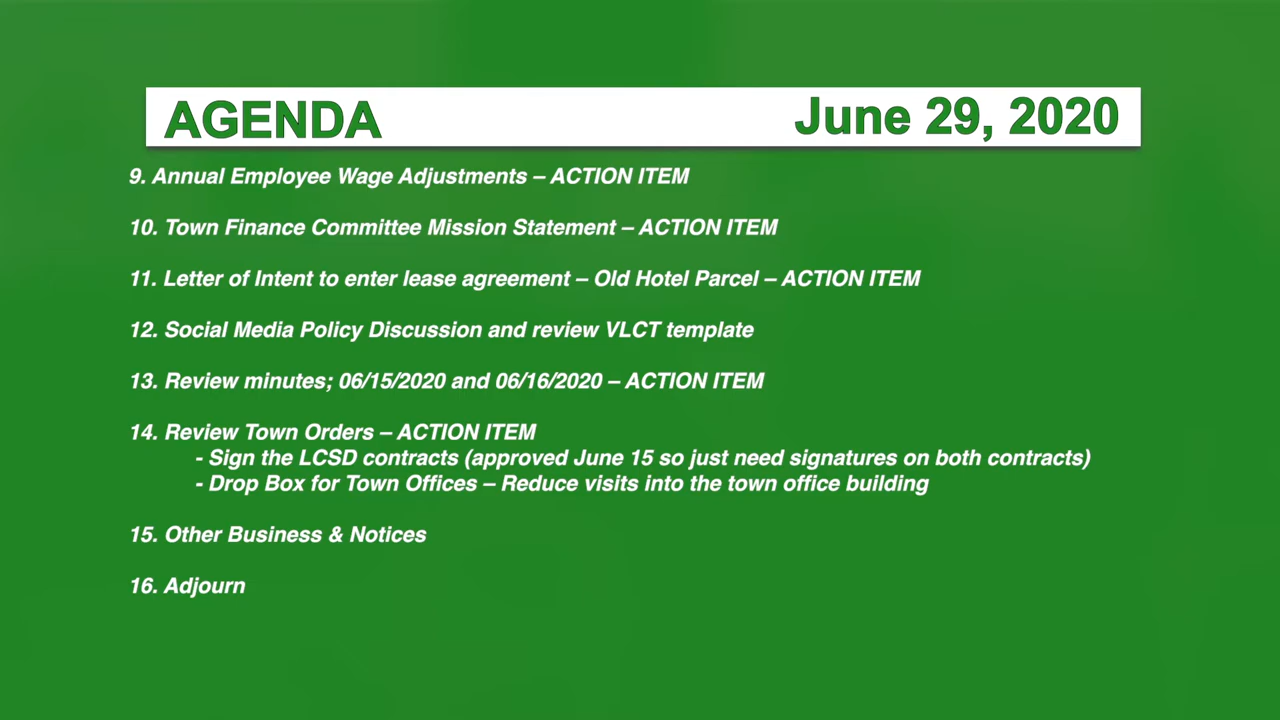 AGENDA June 29, 2020
9. Annual Employee Wage Adjustments – ACTION ITEM
10. Town Finance Committee Mission Statement – ACTION ITEM
11. Letter of Intent to enter lease agreement – Old Hotel Parcel – ACTION ITEM
12. Social Media Policy Discussion and review VLCT template
13. Review minutes; 06/15/2020 and 06/16/2020 – ACTION ITEM
14. Review Town Orders – ACTION ITEM
- Sign the LCSD contracts (approved June 15 so just need signatures on both contracts)
- Drop Box for Town Offices – Reduce visits into the town office building
15. Other Business & Notices
16. Adjourn